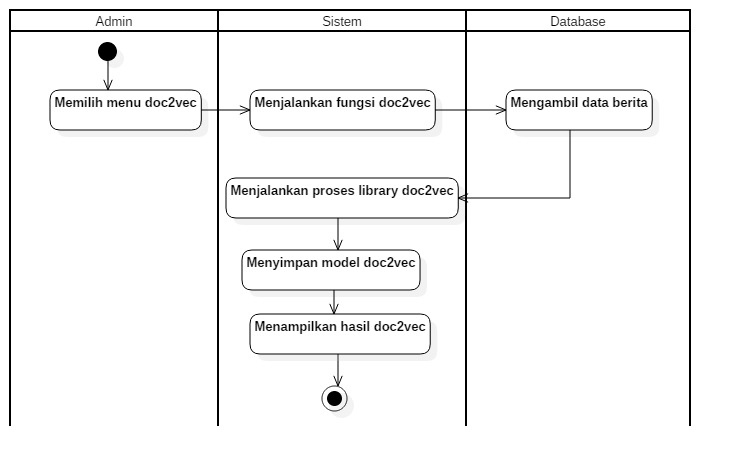 Admin
Sistem
Database
Memilih menu doc2vec
Menjalankan fungsi doc2vec
Mengambil data berita
Menjalankan proses library doc2vec
Menyimpan model doc2vec
Menampilkan hasil doc2vec